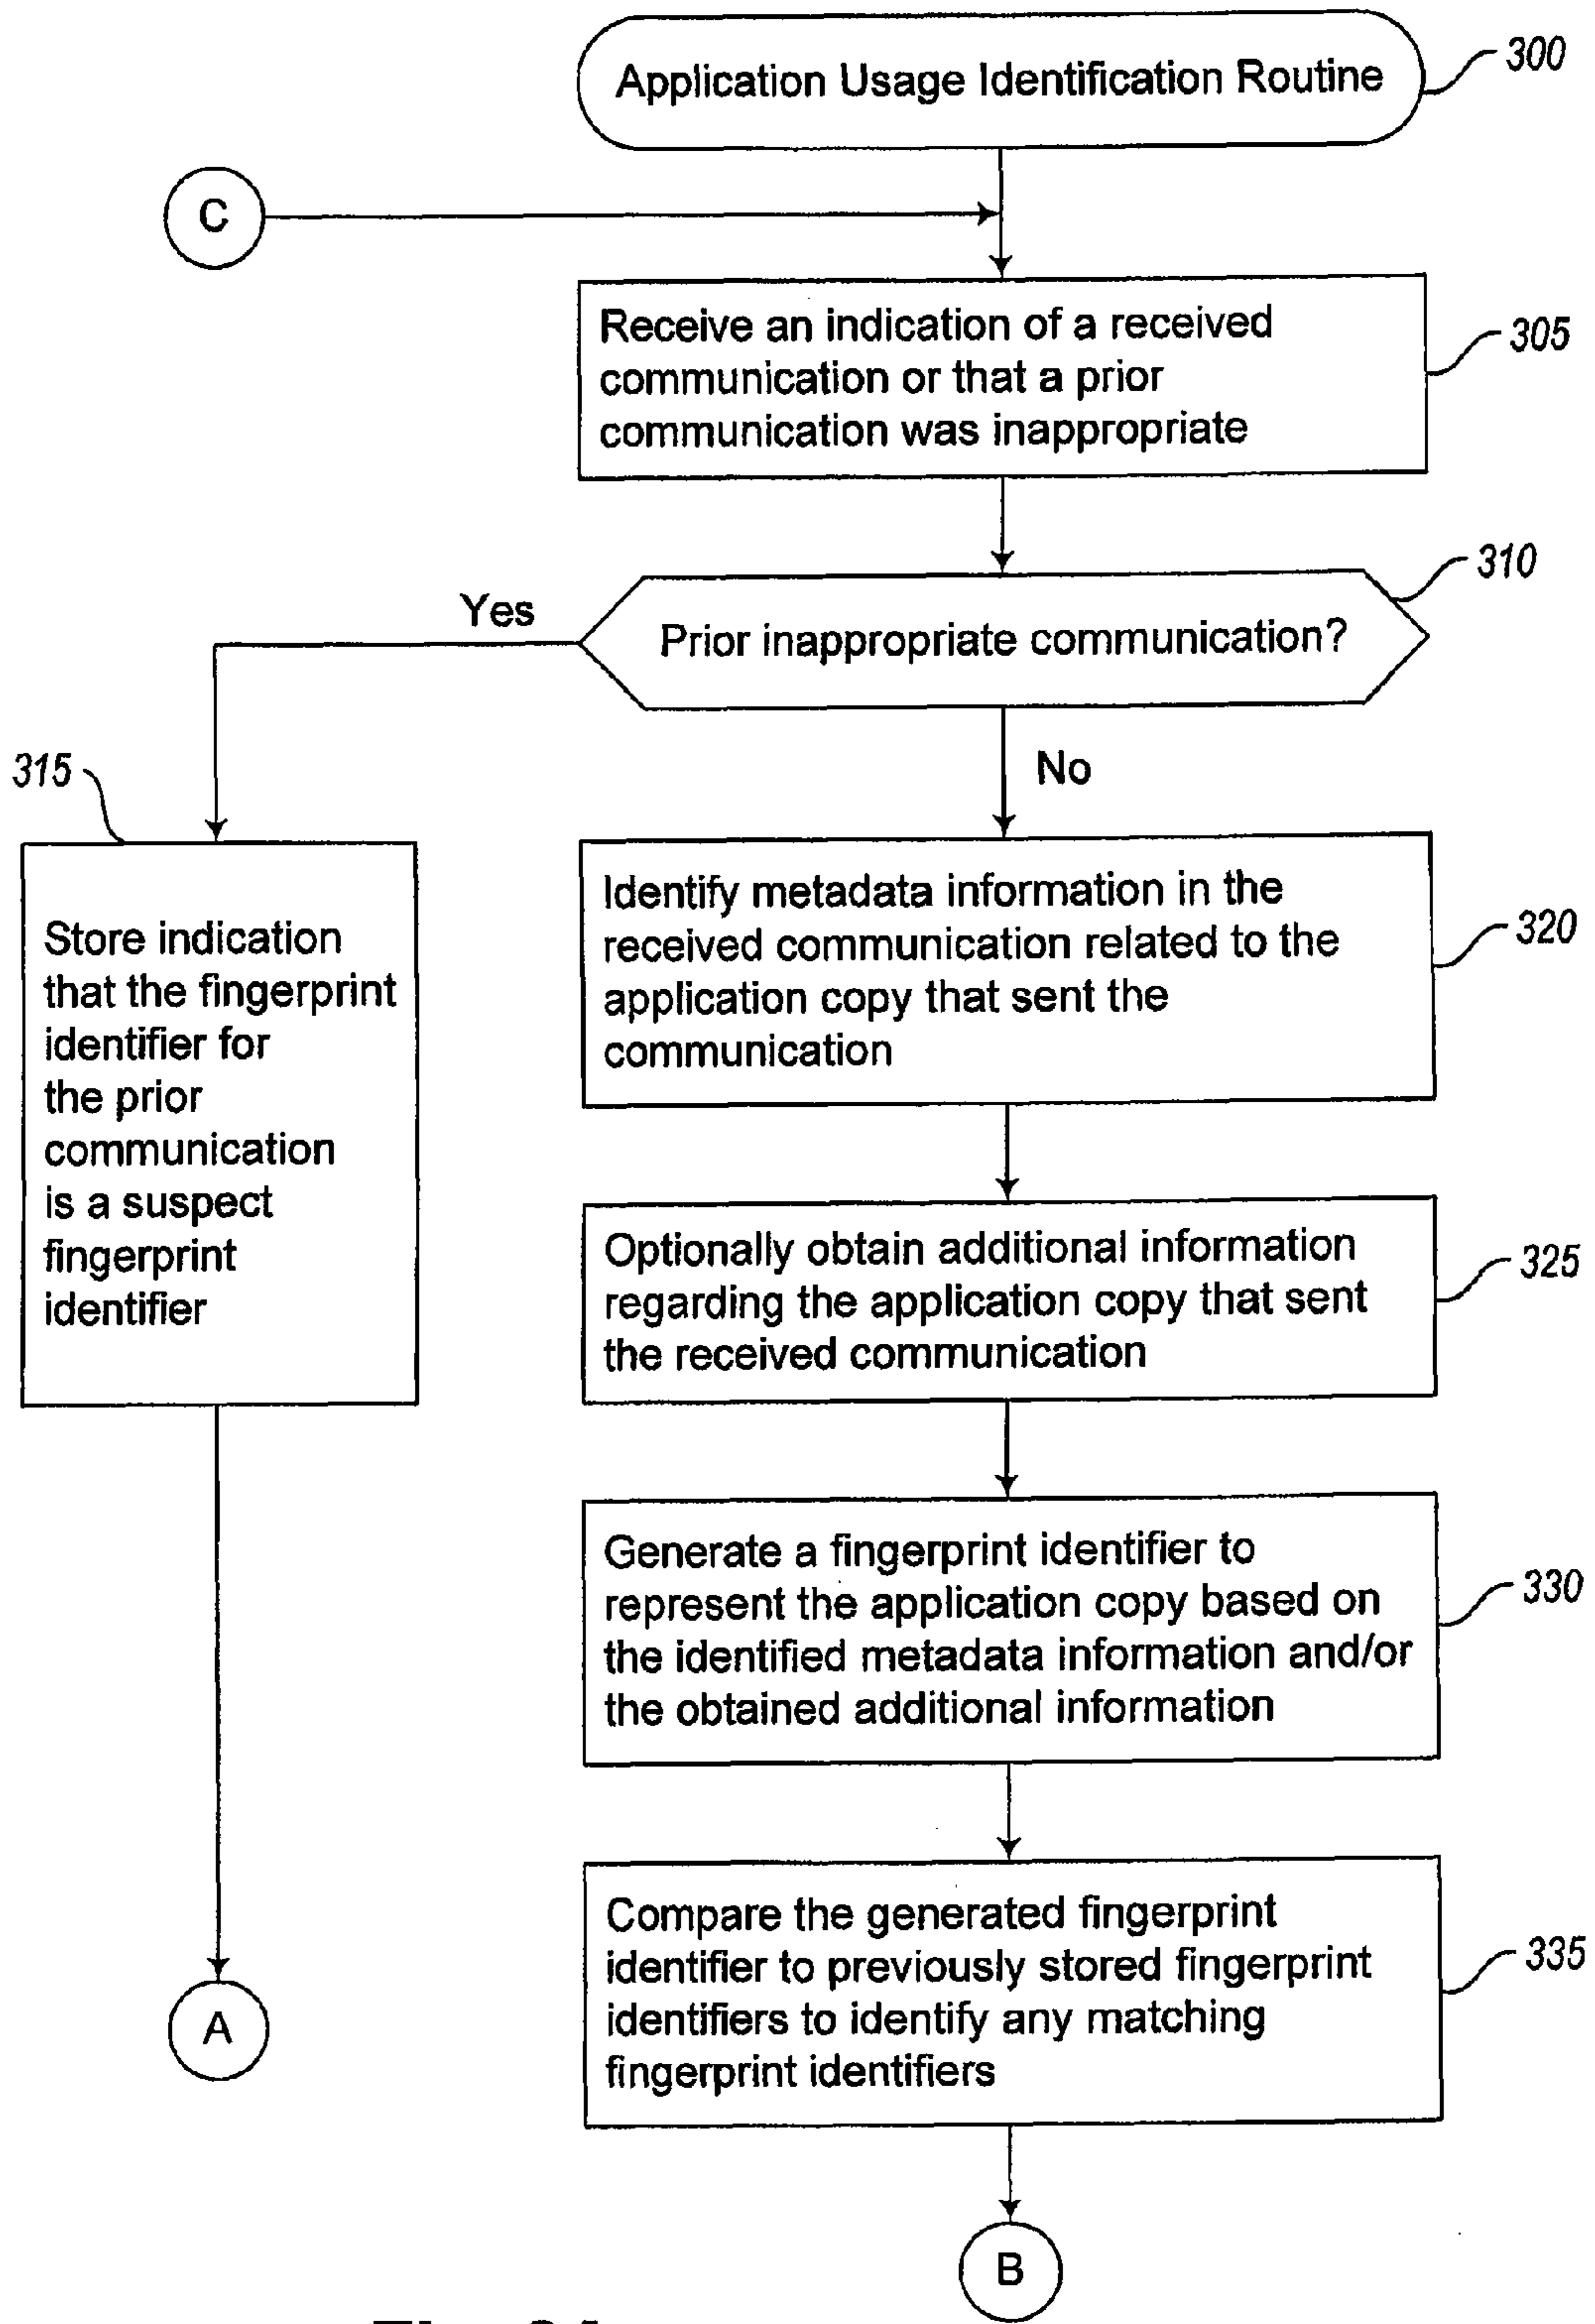 Application Usage Identification Routine
300
C
Receive an indication of a received
communication or that a prior
communication was inappropriate
305
310
Yes
Prior inappropriate communication?
No
315
Store indication
that the fingerprint
identifier for
the prior
communication
is a suspect
fingerprint
identifier
Identify metadata information in the
received communication related to the
application copy that sent the
communication
320
Optionally obtain additional information
regarding the application copy that sent
the received communication
325
Generate a fingerprint identifier to
represent the application copy based on
the identified metadata information and/or
the obtained additional information
330
Compare the generated fingerprint
identifier to previously stored fingerprint
identifiers to identify any matching
fingerprint identifiers
335
A
B